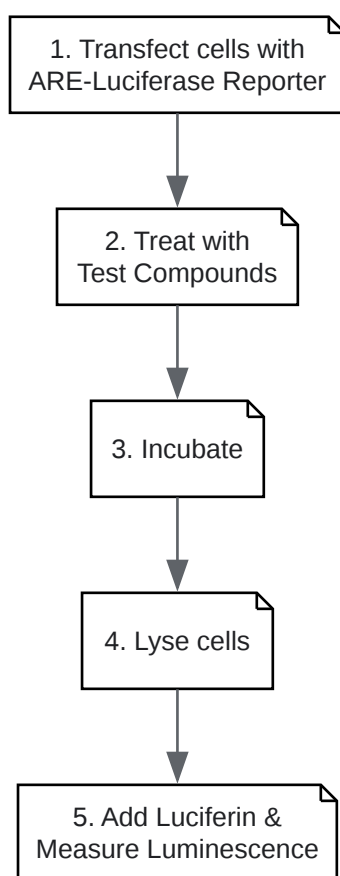 1. Transfect cells with
ARE-Luciferase Reporter
2. Treat with
Test Compounds
3. Incubate
4. Lyse cells
5. Add Luciferin &
Measure Luminescence